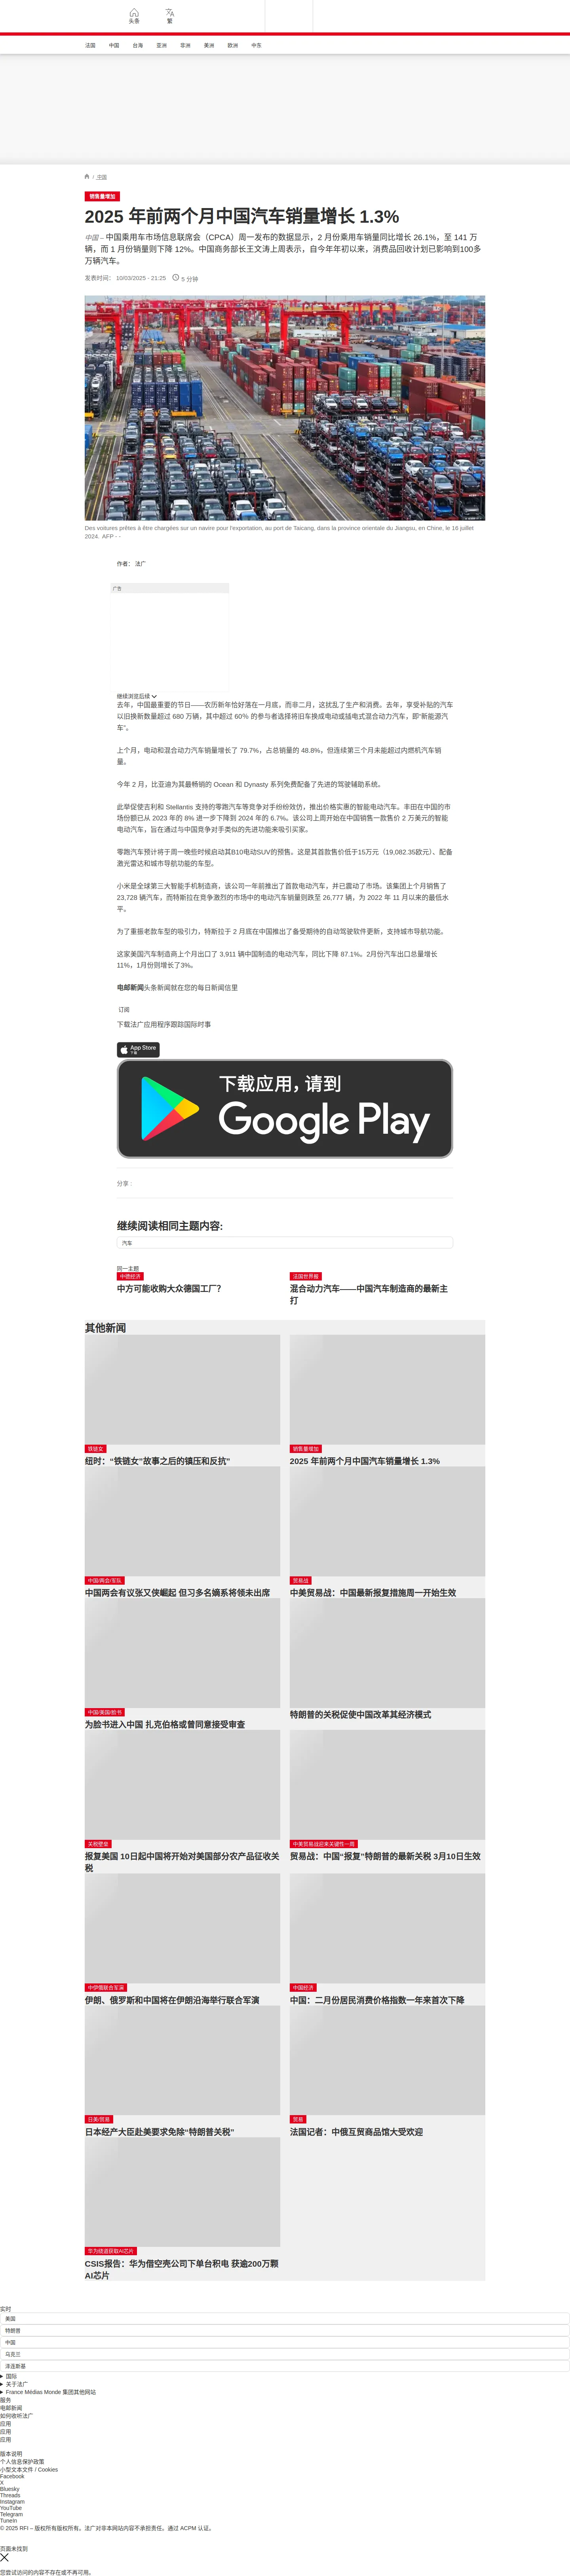 头条
繁
法国 中国 台海 亚洲 非洲 美洲 欧洲 中东
/ 中国
销售量增加
2025 年前两个月中国汽车销量增长 1.3%
中国 – 中国乘用车市场信息联席会（CPCA）周一发布的数据显示，2 月份乘用车销量同比增长 26.1%，至 141 万
辆，而 1 月份销量则下降 12%。中国商务部长王文涛上周表示，自今年年初以来，消费品回收计划已影响到100多
万辆汽车。
发表时间： 10/03/2025 - 21:25 5 分钟
Des voitures prêtes à être chargées sur un navire pour l'exportation, au port de Taicang, dans la province orientale du Jiangsu, en Chine, le 16 juillet
2024. AFP - -
作者： 法广
广告
继续浏览后续
去年，中国最重要的节日——农历新年恰好落在一月底，而非二月，这扰乱了生产和消费。去年，享受补贴的汽车
以旧换新数量超过 680 万辆，其中超过 60％ 的参与者选择将旧车换成电动或插电式混合动力汽车，即“新能源汽
车”。
上个月，电动和混合动力汽车销量增长了 79.7%，占总销量的 48.8%，但连续第三个月未能超过内燃机汽车销
量。
今年 2 月，比亚迪为其最畅销的 Ocean 和 Dynasty 系列免费配备了先进的驾驶辅助系统。
此举促使吉利和 Stellantis 支持的零跑汽车等竞争对手纷纷效仿，推出价格实惠的智能电动汽车。丰田在中国的市
场份额已从 2023 年的 8% 进一步下降到 2024 年的 6.7%。该公司上周开始在中国销售一款售价 2 万美元的智能
电动汽车，旨在通过与中国竞争对手类似的先进功能来吸引买家。
零跑汽车预计将于周一晚些时候启动其B10电动SUV的预售。这是其首款售价低于15万元（19,082.35欧元）、配备
激光雷达和城市导航功能的车型。
小米是全球第三大智能手机制造商，该公司一年前推出了首款电动汽车，并已震动了市场。该集团上个月销售了
23,728 辆汽车，而特斯拉在竞争激烈的市场中的电动汽车销量则跌至 26,777 辆，为 2022 年 11 月以来的最低水
平。
为了重振老款车型的吸引力，特斯拉于 2 月底在中国推出了备受期待的自动驾驶软件更新，支持城市导航功能。
这家美国汽车制造商上个月出口了 3,911 辆中国制造的电动汽车，同比下降 87.1%。2月份汽车出口总量增长
11%，1月份则增长了3%。
电邮新闻头条新闻就在您的每日新闻信里
订阅
下载法广应用程序跟踪国际时事
App Store
下载
下载应用，请到
Google Play
分享 :
继续阅读相同主题内容:
汽车
同一主题
中德经济
中方可能收购大众德国工厂？
法国世界报
混合动力汽车——中国汽车制造商的最新主
打
其他新闻
铁链女
纽时：“铁链女”故事之后的镇压和反抗”
销售量增加
2025 年前两个月中国汽车销量增长 1.3%
中国/两会/军队
中国两会有议张又侠崛起 但习多名嫡系将领未出席
贸易战
中美贸易战：中国最新报复措施周一开始生效
中国/美国/脸书
为脸书进入中国 扎克伯格或曾同意接受审查
特朗普的关税促使中国改革其经济模式
关税壁垒
报复美国 10日起中国将开始对美国部分农产品征收关
税
中美贸易战迎来关键性一周
贸易战：中国“报复”特朗普的最新关税 3月10日生效
中伊俄联合军演
伊朗、俄罗斯和中国将在伊朗沿海举行联合军演
中国经济
中国：二月份居民消费价格指数一年来首次下降
日美/贸易
日本经产大臣赴美要求免除“特朗普关税”
贸易
法国记者：中俄互贸商品馆大受欢迎
华为绕道获取AI芯片
CSIS报告：华为借空壳公司下单台积电 获逾200万颗
AI芯片
实时
美国
特朗普
中国
乌克兰
泽连斯基
国际
关于法广
France Médias Monde 集团其他网站
服务
电邮新闻
如何收听法广
应用
应用
应用
版本说明
个人信息保护政策
小型文本文件 / Cookies
Facebook
X
Bluesky
Threads
Instagram
YouTube
Telegram
TuneIn
© 2025 RFI – 版权所有版权所有。法广对非本网站内容不承担责任。通过 ACPM 认证。
页面未找到
您尝试访问的内容不存在或不再可用。